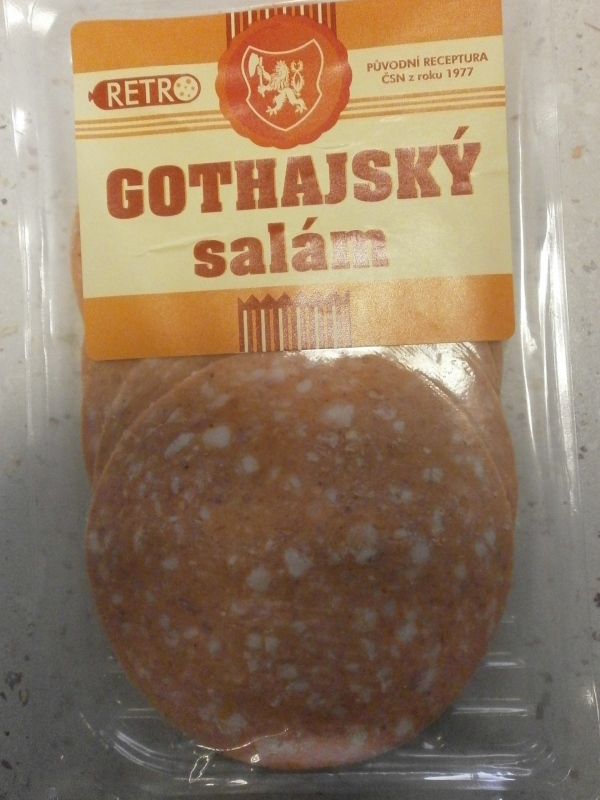 RETRO
PŮVODNÍ RECEPTURA
ČSN z roku 1977
GOTHAJSKÝ
salám